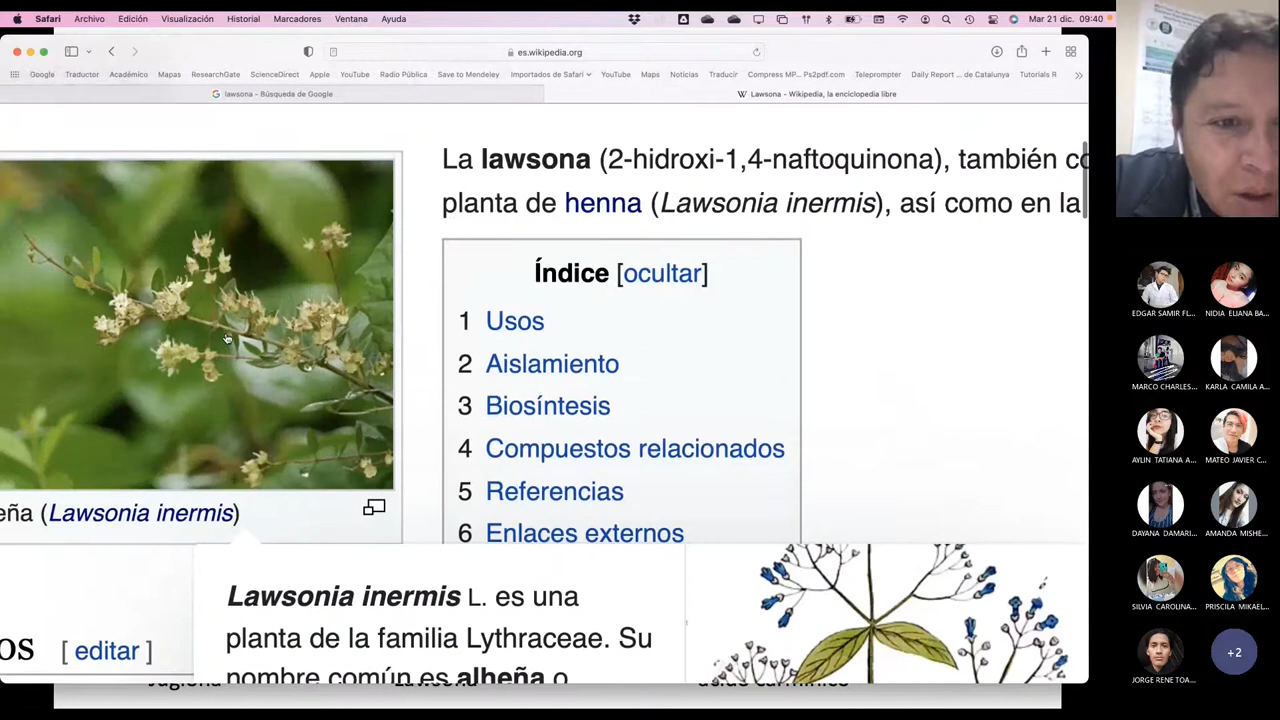 Safari Archivo Edición Visualización Historial Marcadores Ventana Ayuda Mar 21 dic. 09:40
es.wikipedia.org
Google Traductor Académico Mapas ResearchGate ScienceDirect Apple YouTube Radio Pública Save to Mendeley Importados de Safari YouTube Maps Noticias Traducir Compress MP... Ps2pdf.com Teleprompter Daily Report ... de Catalunya Tutorials R
lawsona - Búsqueda de Google
Lawsona - Wikipedia, la enciclopedia libre
La lawsona (2-hidroxi-1,4-naftoquinona), también co
planta de henna (Lawsonia inermis), así como en la
Índice [ocultar]
1 Usos
2 Aislamiento
3 Biosíntesis
4 Compuestos relacionados
5 Referencias
6 Enlaces externos
eña (Lawsonia inermis)
os [ editar ]
Lawsonia inermis L. es una
planta de la familia Lythraceae. Su
nombre común es alheña o
EDGAR SAMIR FL...
NIDIA ELIANA BA...
MARCO CHARLES...
KARLA CAMILA A...
AYLIN TATIANA A...
MATEO JAVIER C...
DAYANA DAMARI...
AMANDA MISHE...
SILVIA CAROLINA...
PRISCILA MIKAEL...
JORGE RENE TOA...
+2